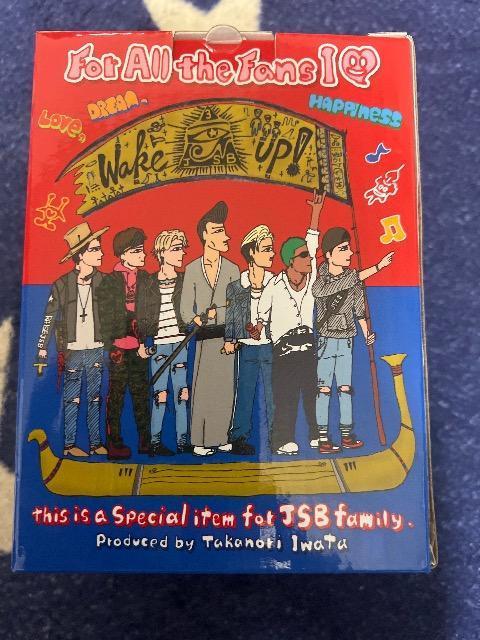 For All the Fans I
LOVE
DREAM
HAPPINESS
Wake UP!
3
JSB
this is a Special item for JSB family.
Produced by Takanori Iwata